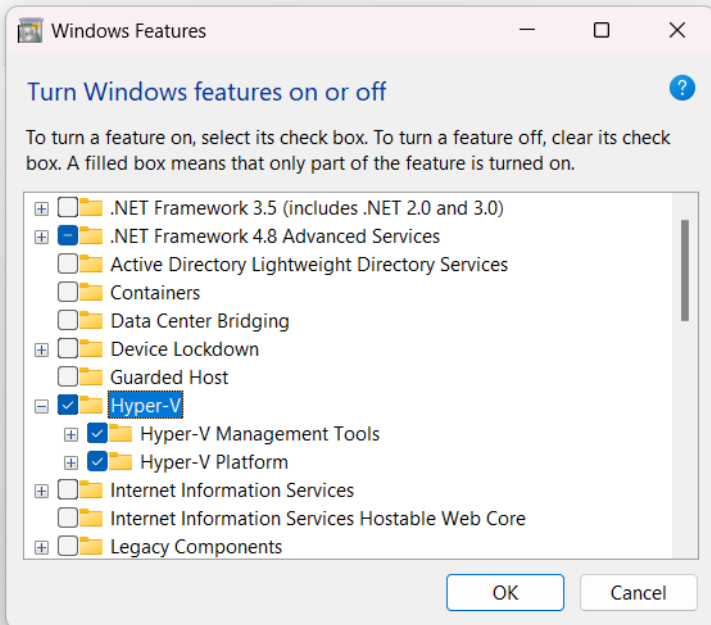 Windows Features
Turn Windows features on or off
?
To turn a feature on, select its check box. To turn a feature off, clear its check
box. A filled box means that only part of the feature is turned on.
.NET Framework 3.5 (includes .NET 2.0 and 3.0)
.NET Framework 4.8 Advanced Services
Active Directory Lightweight Directory Services
Containers
Data Center Bridging
Device Lockdown
Guarded Host
Hyper-V
Hyper-V Management Tools
Hyper-V Platform
Internet Information Services
Internet Information Services Hostable Web Core
Legacy Components
OK
Cancel